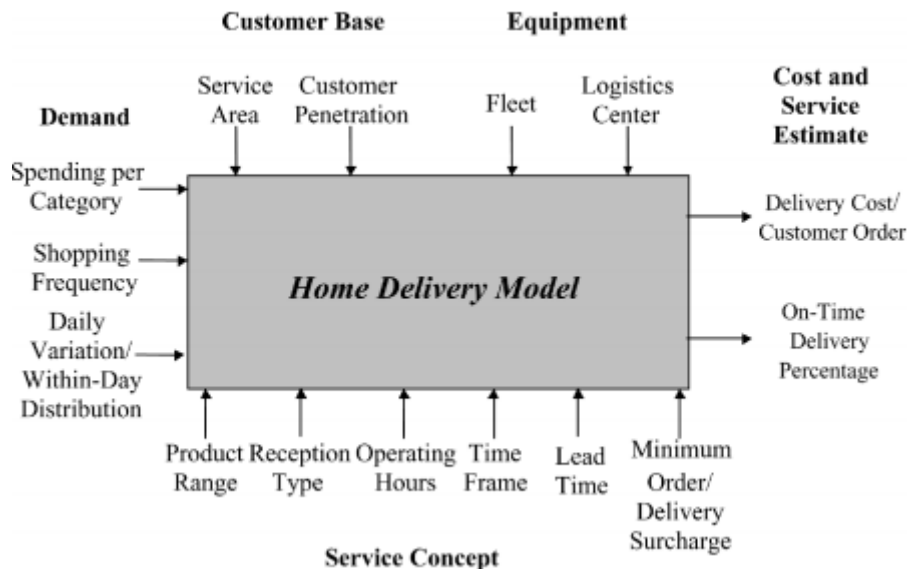 Customer Base
Equipment
Service
Area
Customer
Penetration
Fleet
Logistics
Center
Cost and
Service
Estimate
Demand
Spending per
Category
Shopping
Frequency
Daily
Variation/
Within-Day
Distribution
Home Delivery Model
Delivery Cost/
Customer Order
On-Time
Delivery
Percentage
Product
Range
Reception
Type
Operating
Hours
Time
Frame
Lead
Time
Minimum
Order/
Delivery
Surcharge
Service Concept